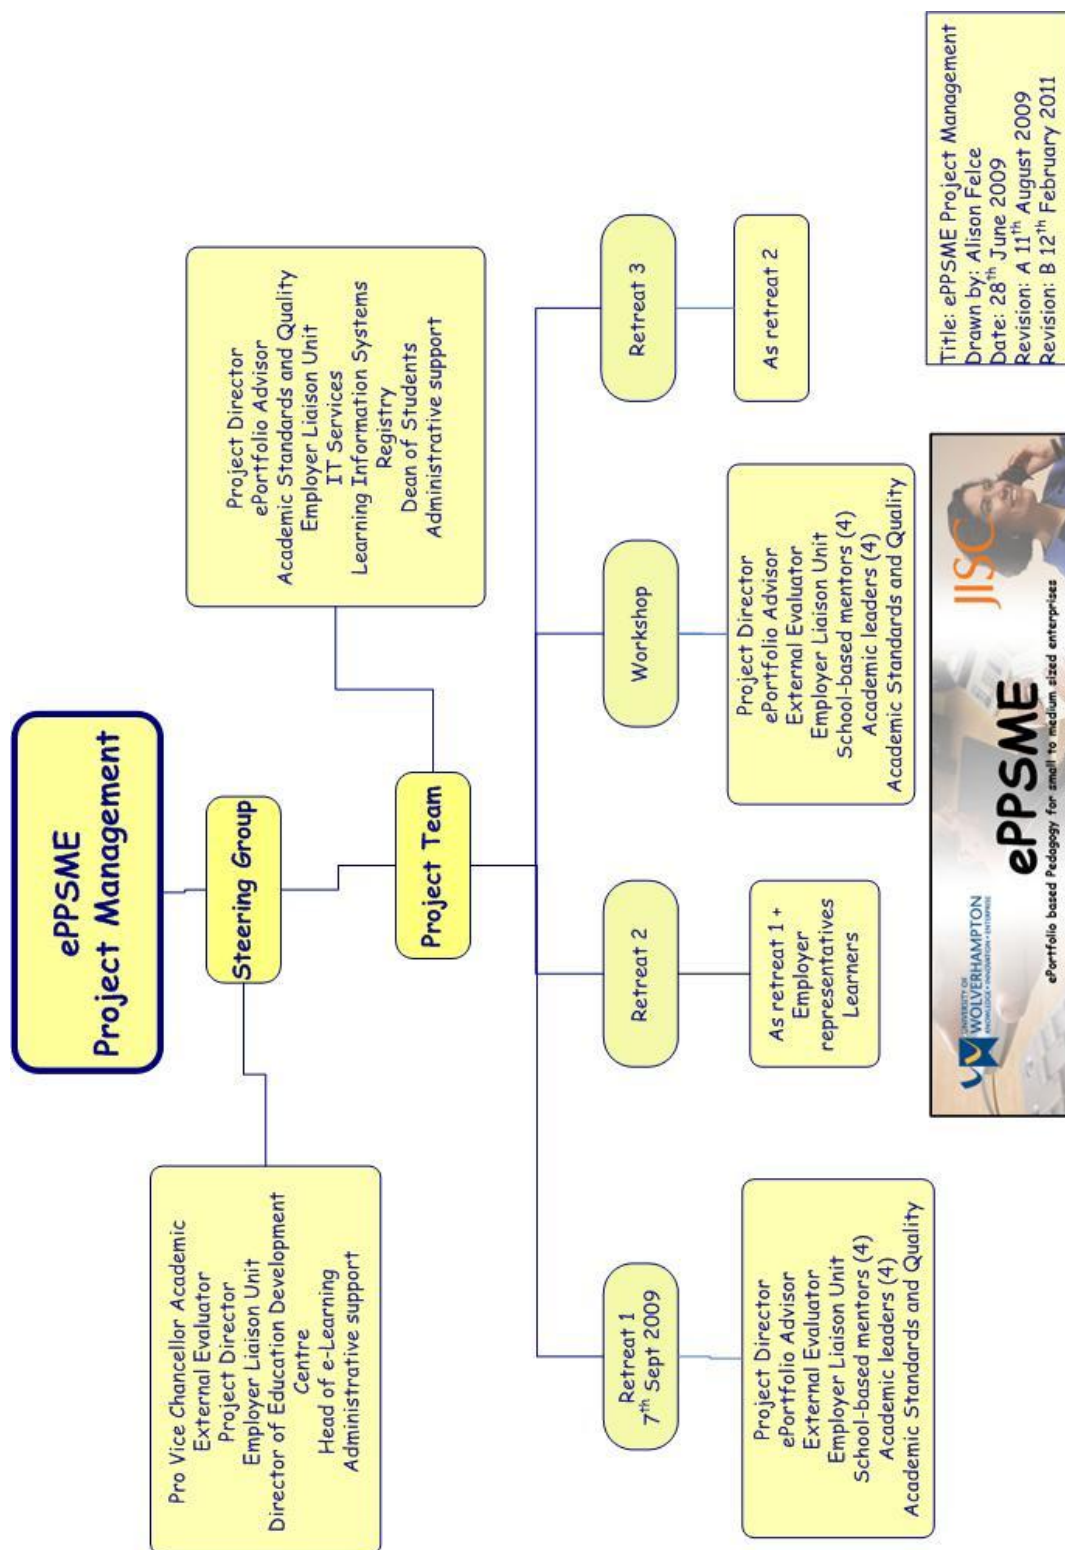 ePPSME
Project Management
Steering Group
Pro Vice Chancellor Academic
External Evaluator
Project Director
Employer Liaison Unit
Director of Education Development
Centre
Head of e-Learning
Administrative support
Project Team
Project Director
ePortfolio Advisor
Academic Standards and Quality
Employer Liaison Unit
IT Services
Learning Information Systems
Registry
Dean of Students
Administrative support
Retreat 1
7th Sept 2009
Project Director
ePortfolio Advisor
External Evaluator
Employer Liaison Unit
School-based mentors (4)
Academic leaders (4)
Academic Standards and Quality
Retreat 2
As retreat 1 +
Employer
representatives
Learners
Workshop
Project Director
ePortfolio Advisor
External Evaluator
Employer Liaison Unit
School-based mentors (4)
Academic leaders (4)
Academic Standards and Quality
Retreat 3
As retreat 2
UNIVERSITY OF
WOLVERHAMPTON
KNOWLEDGE • INNOVATION • ENTERPRISE
JISC
ePPSME
ePortfolio based Pedagogy for small to medium sized enterprises
Title: ePPSME Project Management
Drawn by: Alison Felce
Date: 28th June 2009
Revision: A 11th August 2009
Revision: B 12th February 2011